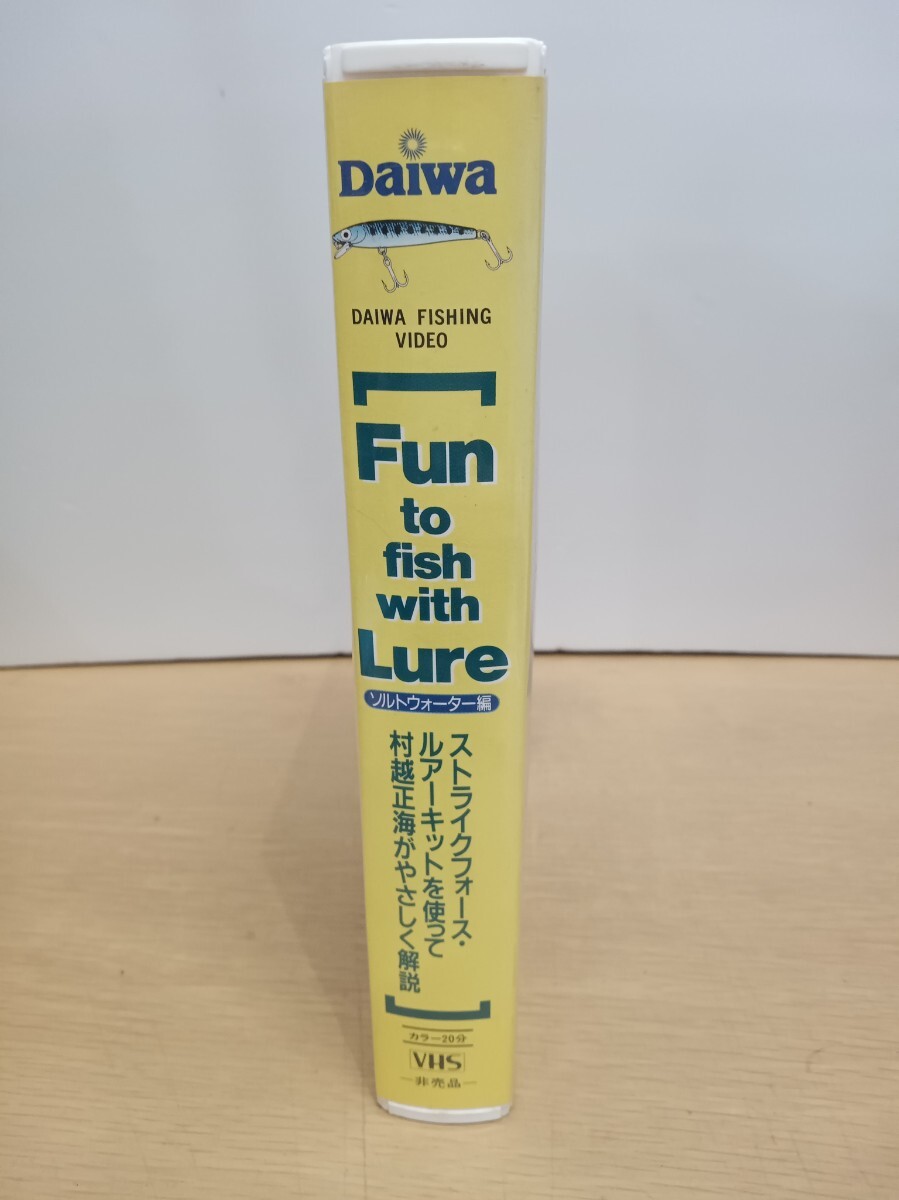 Daiwa
DAIWA FISHING
VIDEO
Fun
to
fish
with
Lure
ソルトウォーター編
ストライクフォース・
ルアーキットを使って
村越正海がやさしく解説
カラー20分
VHS
—非売品—